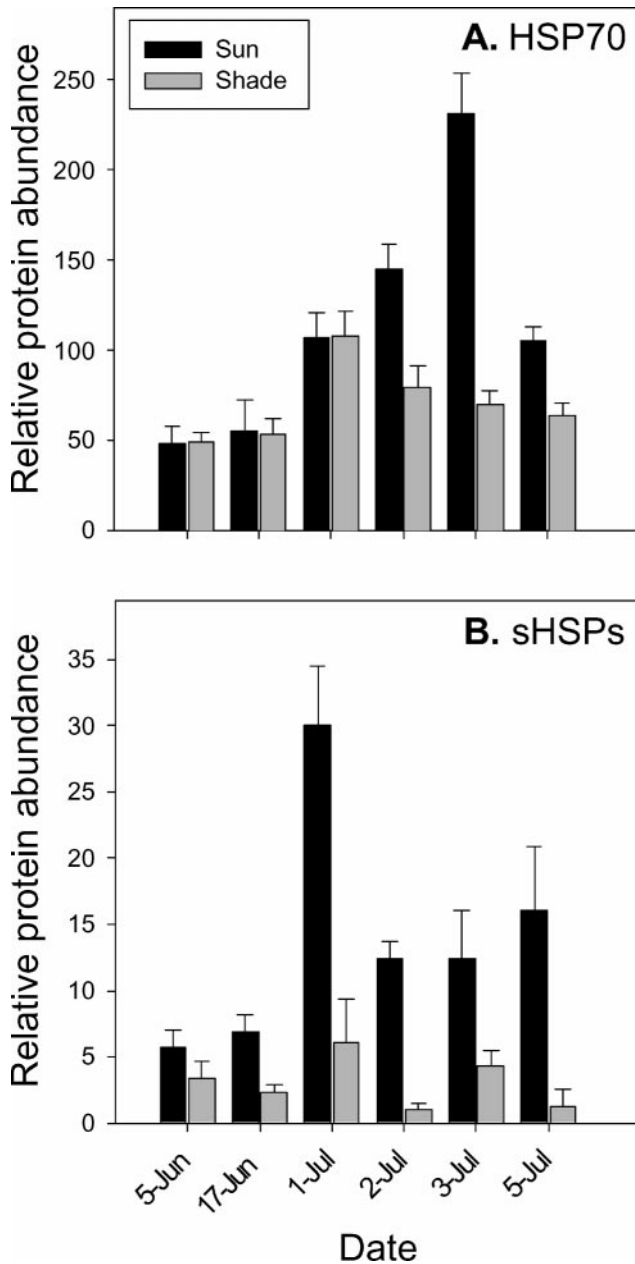 A. HSP70
Sun
Shade
Relative protein abundance
250
200
150
100
50
0
B. sHSPs
Relative protein abundance
35
30
25
20
15
10
5
0
5-Jun
17-Jun
1-Jul
2-Jul
3-Jul
5-Jul
Date